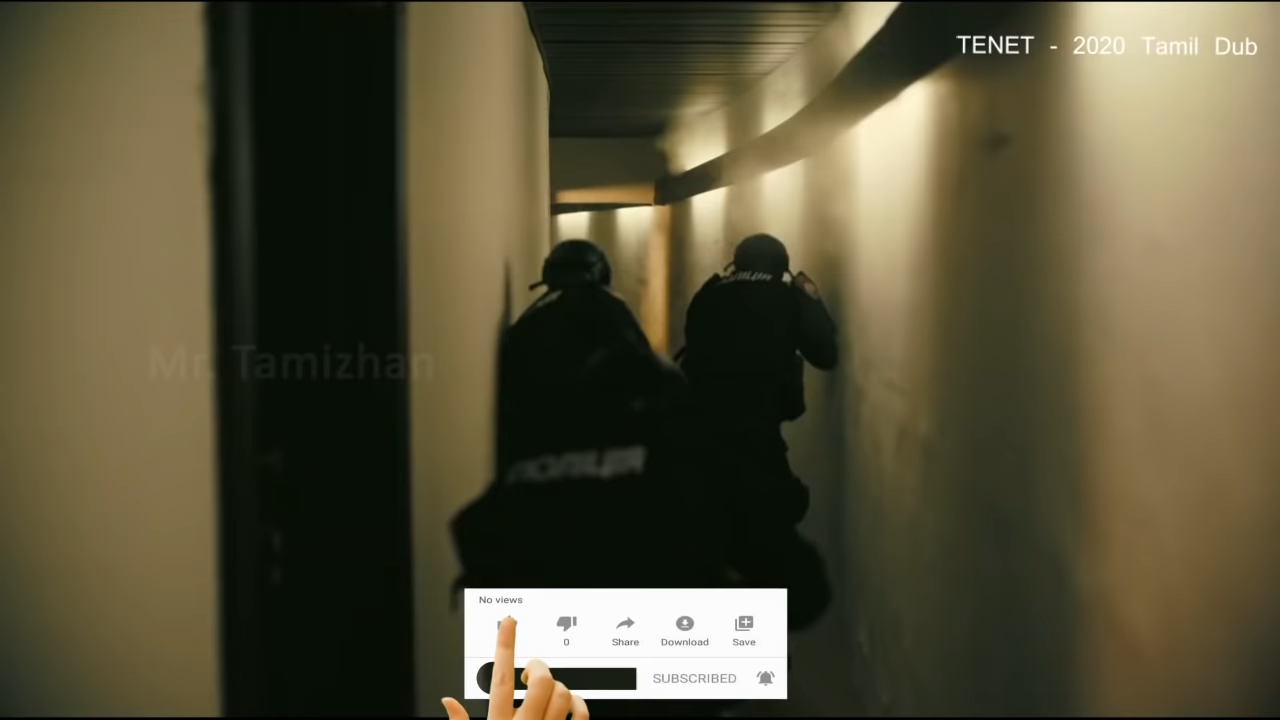 TENET - 2020 Tamil Dub
Mr. Tamizhan
No views
0
Share
Download
Save
SUBSCRIBED